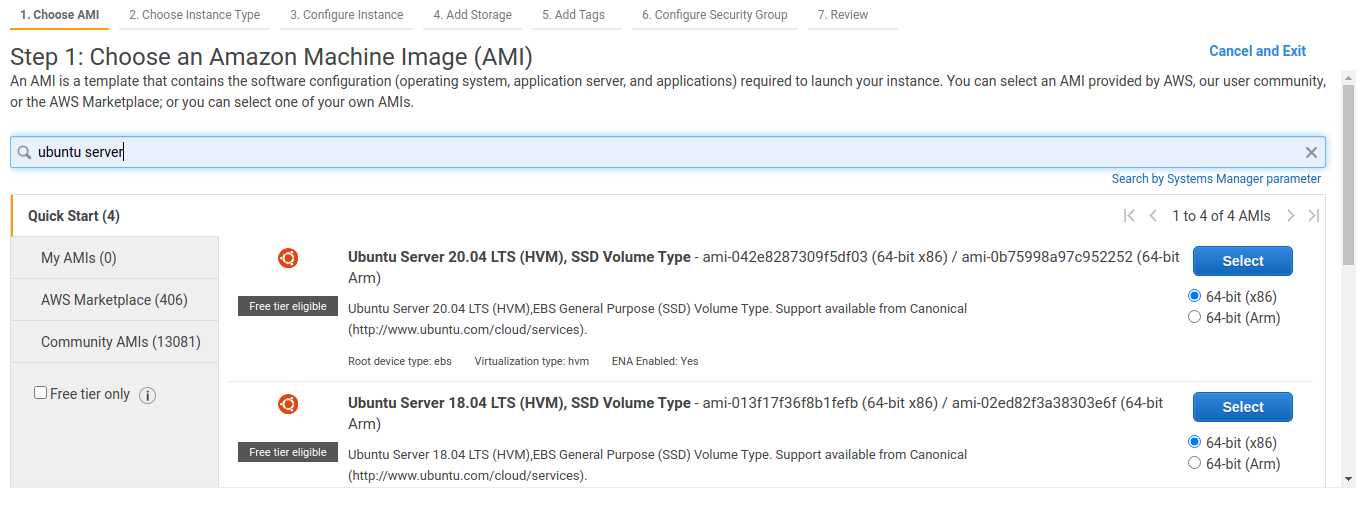 1. Choose AMI 2. Choose Instance Type 3. Configure Instance 4. Add Storage 5. Add Tags 6. Configure Security Group 7. Review
Step 1: Choose an Amazon Machine Image (AMI)
Cancel and Exit
An AMI is a template that contains the software configuration (operating system, application server, and applications) required to launch your instance. You can select an AMI provided by AWS, our user community,
or the AWS Marketplace; or you can select one of your own AMIs.
ubuntu server
Search by Systems Manager parameter
Quick Start (4)
1 to 4 of 4 AMIs
My AMIs (0)
AWS Marketplace (406)
Community AMIs (13081)
Free tier only
Ubuntu Server 20.04 LTS (HVM), SSD Volume Type - ami-042e8287309f5df03 (64-bit x86) / ami-0b75998a97c952252 (64-bit
Arm)
Select
Free tier eligible
Ubuntu Server 20.04 LTS (HVM),EBS General Purpose (SSD) Volume Type. Support available from Canonical
(http://www.ubuntu.com/cloud/services).
64-bit (x86)
64-bit (Arm)
Root device type: ebs Virtualization type: hvm ENA Enabled: Yes
Ubuntu Server 18.04 LTS (HVM), SSD Volume Type - ami-013f17f36f8b1fefb (64-bit x86) / ami-02ed82f3a38303e6f (64-bit
Arm)
Select
Free tier eligible
Ubuntu Server 18.04 LTS (HVM),EBS General Purpose (SSD) Volume Type. Support available from Canonical
(http://www.ubuntu.com/cloud/services).
64-bit (x86)
64-bit (Arm)